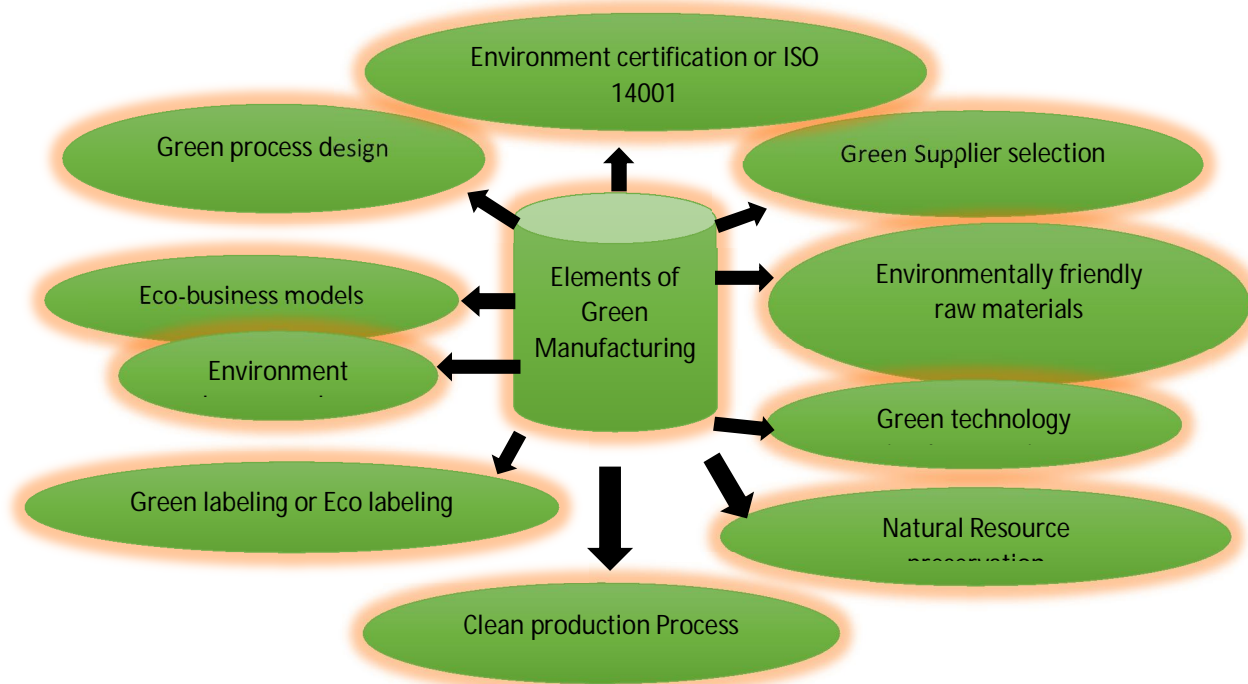 Environment certification or ISO
14001
Green process design
Green Supplier selection
Elements of
Green
Manufacturing
Environmentally friendly
raw materials
Eco-business models
Environment
Green technology
Green labeling or Eco labeling
Natural Resource
preservation
Clean production Process